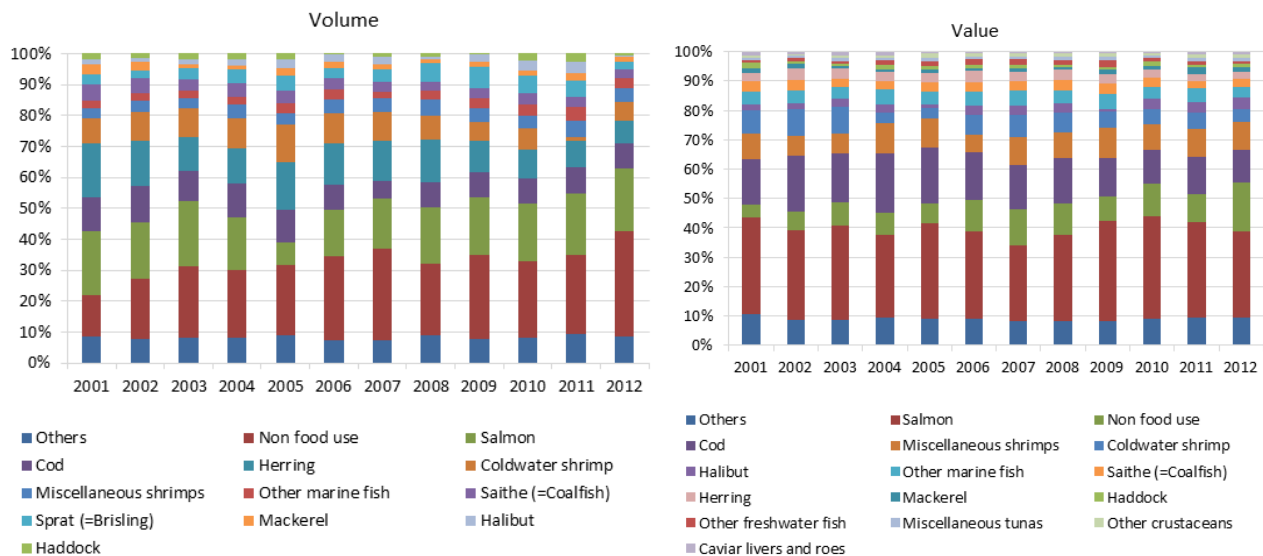 Volume
100%
90%
80%
70%
60%
50%
40%
30%
20%
10%
0%
2001 2002 2003 2004 2005 2006 2007 2008 2009 2010 2011 2012
Others Non food use Salmon
Cod Herring Coldwater shrimp
Miscellaneous shrimps Other marine fish Saithe (=Coalfish)
Sprat (=Brisling) Mackerel Halibut
Haddock
Value
100%
90%
80%
70%
60%
50%
40%
30%
20%
10%
0%
2001 2002 2003 2004 2005 2006 2007 2008 2009 2010 2011 2012
Others Salmon Non food use
Cod Miscellaneous shrimps Coldwater shrimp
Halibut Other marine fish Saithe (=Coalfish)
Herring Mackerel Haddock
Other freshwater fish Miscellaneous tunas Other crustaceans
Caviar livers and roes